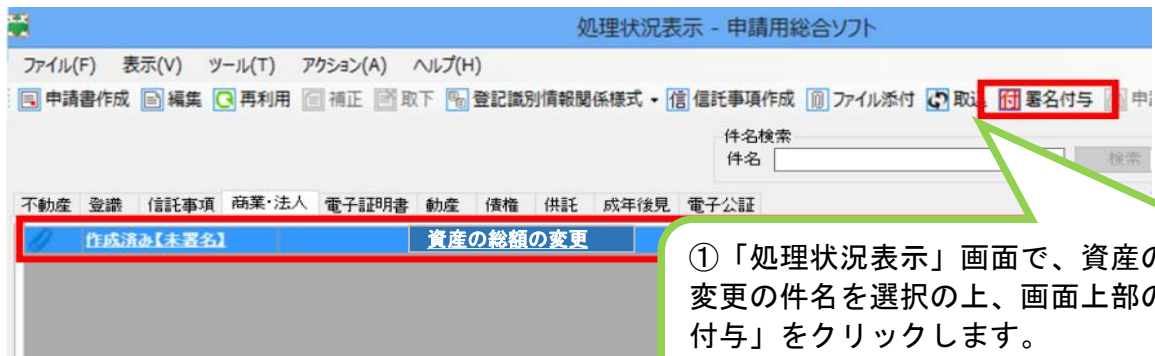 処理状況表示 - 申請用総合ソフト
ファイル(F) 表示(V) ツール(T) アクション(A) ヘルプ(H)
申請書作成 編集 再利用 補正 取下 登記識別情報関係様式 信 信託事項作成 ファイル添付 取込 付 署名付与 申
件名検索
件名 検索
不動産 登識 信託事項 商業・法人 電子証明書 動産 債権 供託 成年後見 電子公証
作成済み【未署名】 資産の総額の変更
①「処理状況表示」画面で、資産の
変更の件名を選択の上、画面上部の
付与」をクリックします。